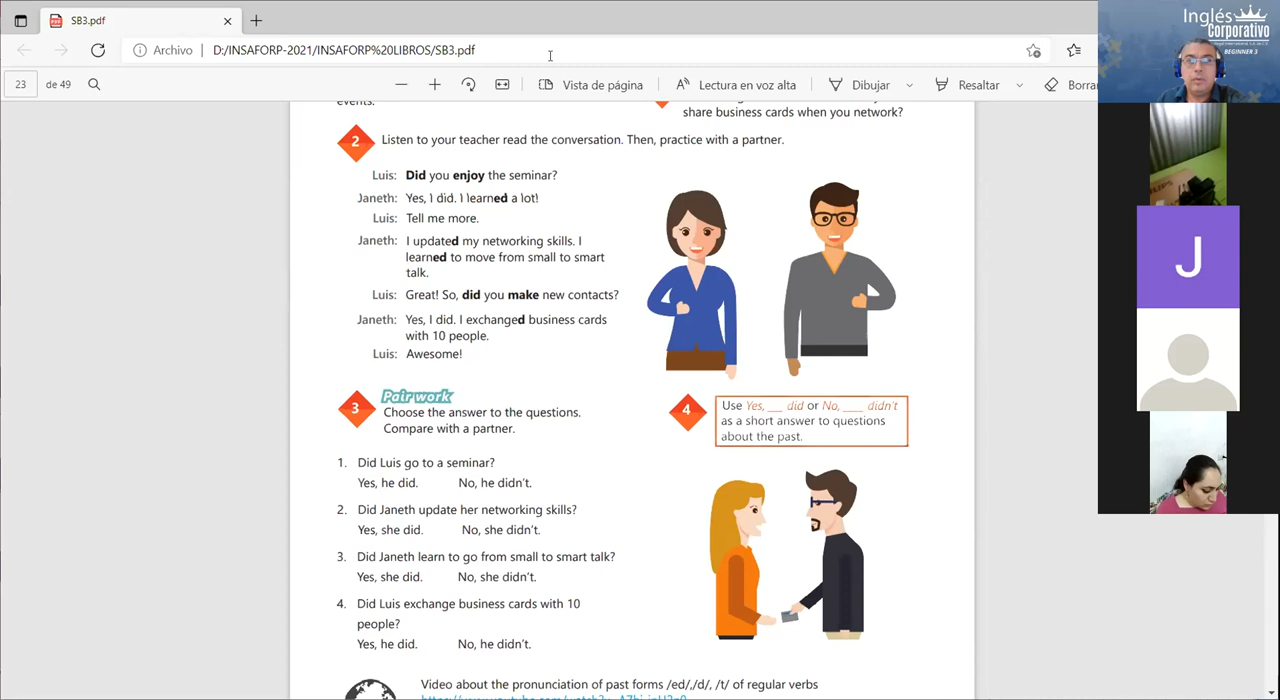 SB3.pdf
Archivo
D:/INSAFORP-2021/INSAFORP%20LIBROS/SB3.pdf
23 de 49
Vista de página
Lectura en voz alta
Dibujar
Resaltar
Borrar
Inglés
Corporativo
BEGINNER 3
events.
share business cards when you network?
2 Listen to your teacher read the conversation. Then, practice with a partner.
Luis: Did you enjoy the seminar?
Janeth: Yes, I did. I learned a lot!
Luis: Tell me more.
Janeth: I updated my networking skills. I
learned to move from small to smart
talk.
Luis: Great! So, did you make new contacts?
Janeth: Yes, I did. I exchanged business cards
with 10 people.
Luis: Awesome!
3 Pair work
Choose the answer to the questions.
Compare with a partner.
4 Use Yes, __ did or No, ___ didn't
as a short answer to questions
about the past.
1. Did Luis go to a seminar?
Yes, he did. No, he didn't.
2. Did Janeth update her networking skills?
Yes, she did. No, she didn't.
3. Did Janeth learn to go from small to smart talk?
Yes, she did. No, she didn't.
4. Did Luis exchange business cards with 10
people?
Yes, he did. No, he didn't.
Video about the pronunciation of past forms /ed/,/d/, /t/ of regular verbs
J